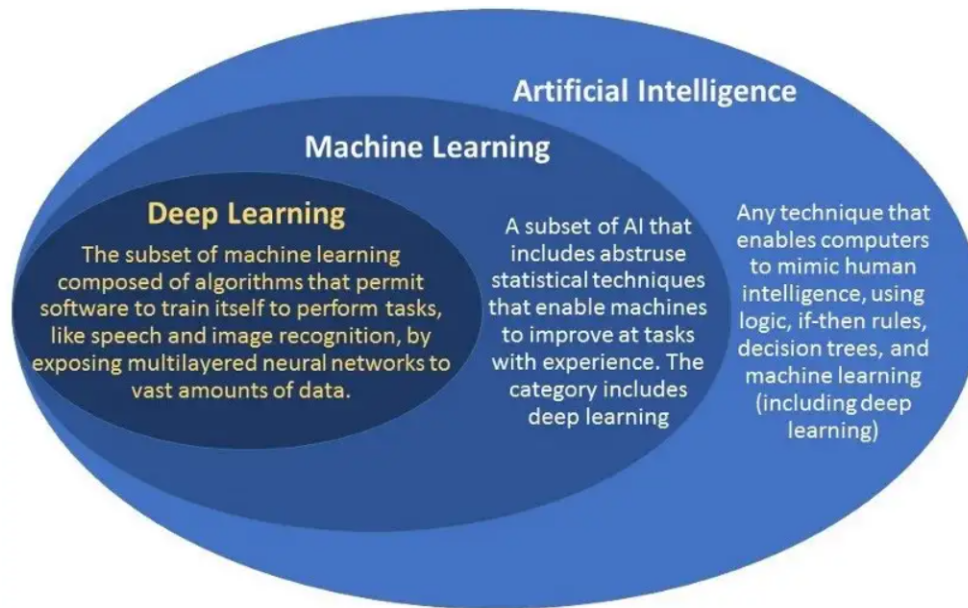 Artificial Intelligence
Machine Learning
Deep Learning
The subset of machine learning
composed of algorithms that permit
software to train itself to perform tasks,
like speech and image recognition, by
exposing multilayered neural networks to
vast amounts of data.
A subset of AI that
includes abstruse
statistical techniques
that enable machines
to improve at tasks
with experience. The
category includes
deep learning
Any technique that
enables computers
to mimic human
intelligence, using
logic, if-then rules,
decision trees, and
machine learning
(including deep
learning)